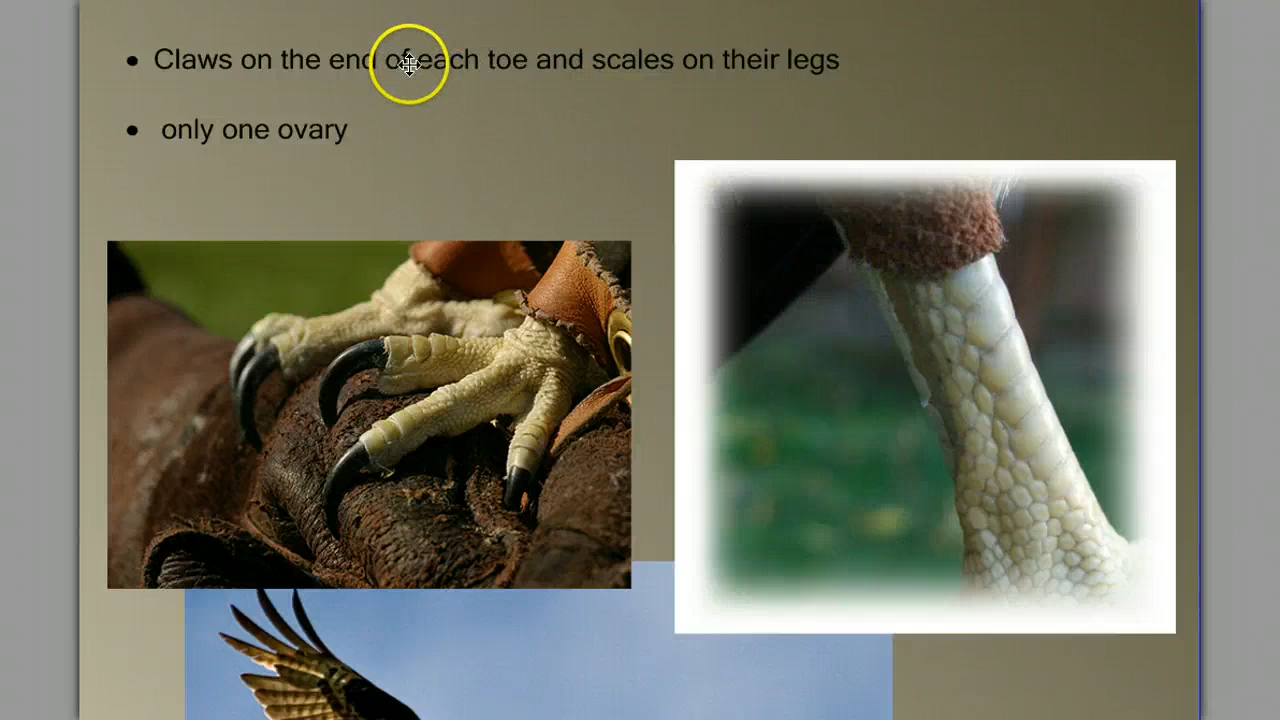 • Claws on the end of each toe and scales on their legs
• only one ovary